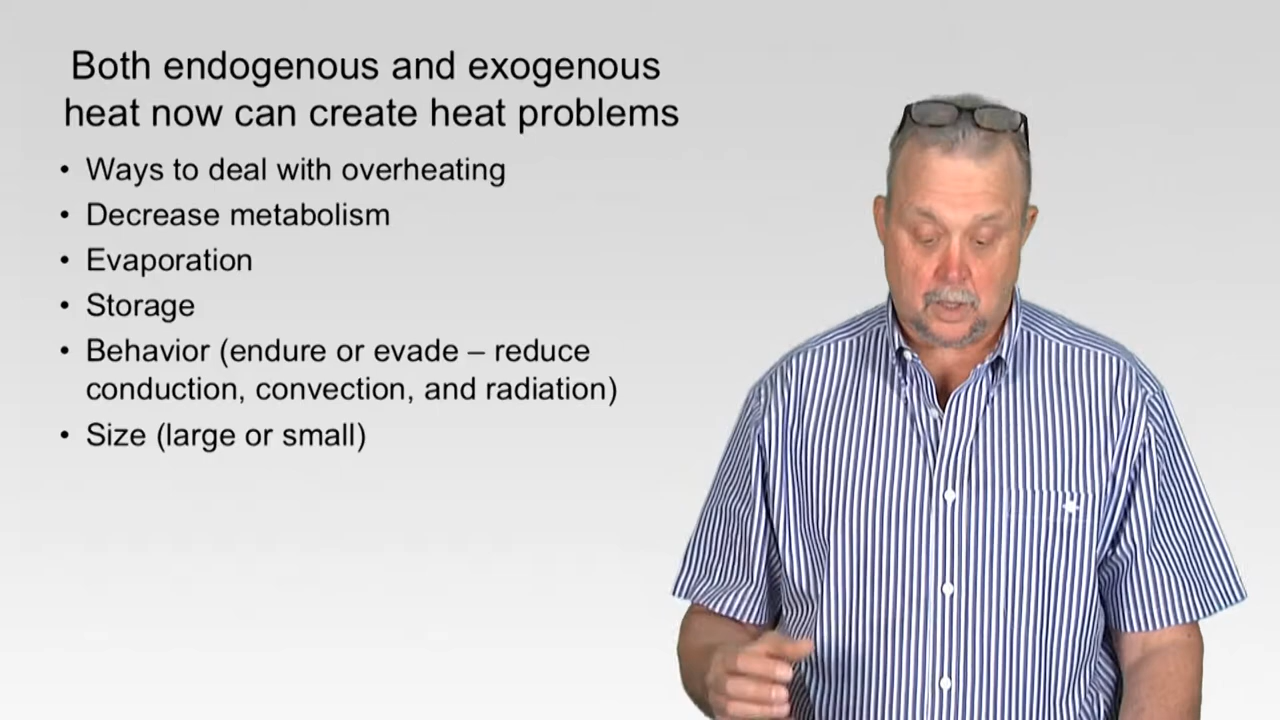 Both endogenous and exogenous
heat now can create heat problems
• Ways to deal with overheating
• Decrease metabolism
• Evaporation
• Storage
• Behavior (endure or evade – reduce
conduction, convection, and radiation)
• Size (large or small)